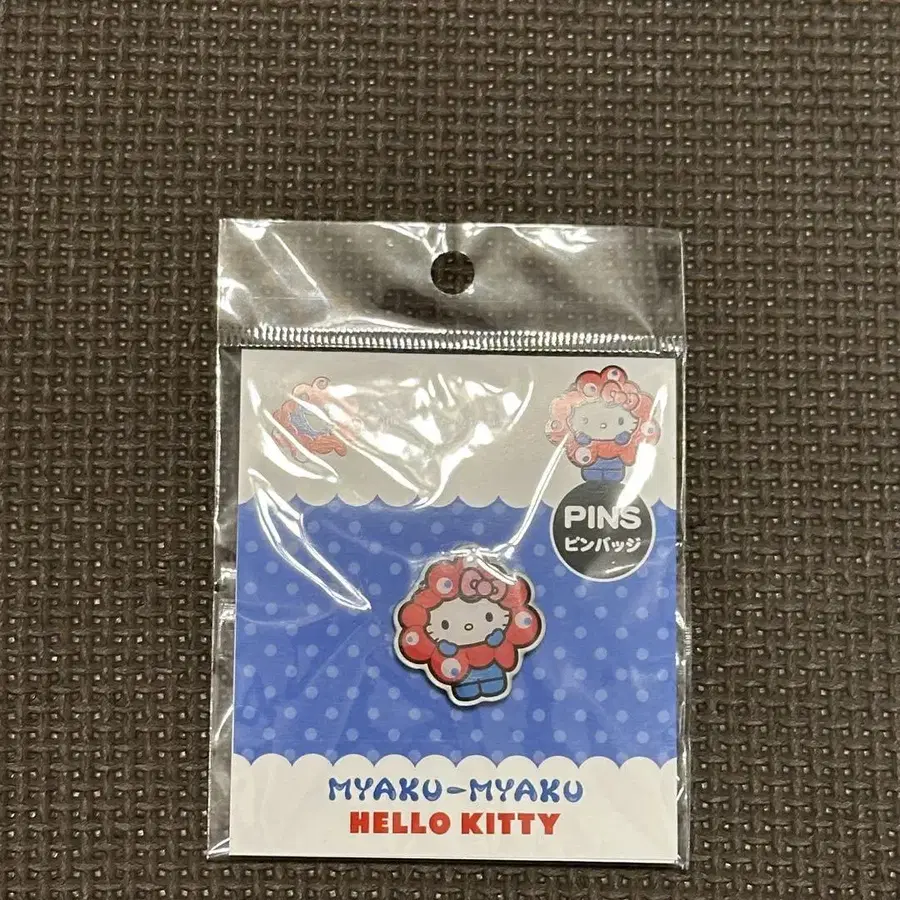 PINS
ピンバッジ
MYAKU-MYAKU
HELLO KITTY